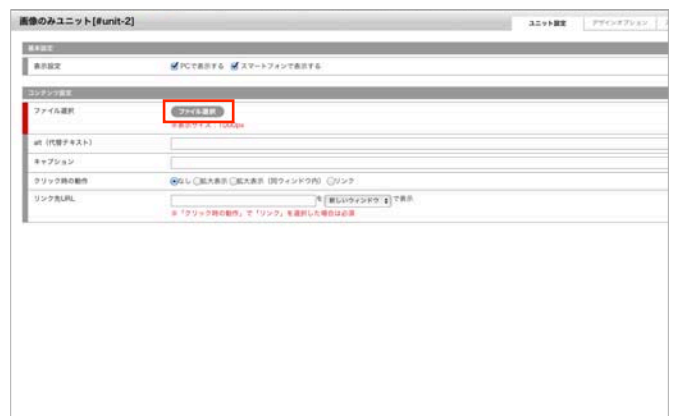 画像のみユニット[#unit-2]
ユニット設定
デザインオプション
基本設定
表示設定
PCで表示する スマートフォンで表示する
コンテンツ設定
ファイル選択
ファイル選択
※表示サイズ：1000px
alt（代替テキスト）
キャプション
クリック時の動作
なし 拡大表示 拡大表示（同ウィンドウ内） リンク
リンク先URL
を 新しいウィンドウ で表示
※「クリック時の動作」で「リンク」を選択した場合は必須